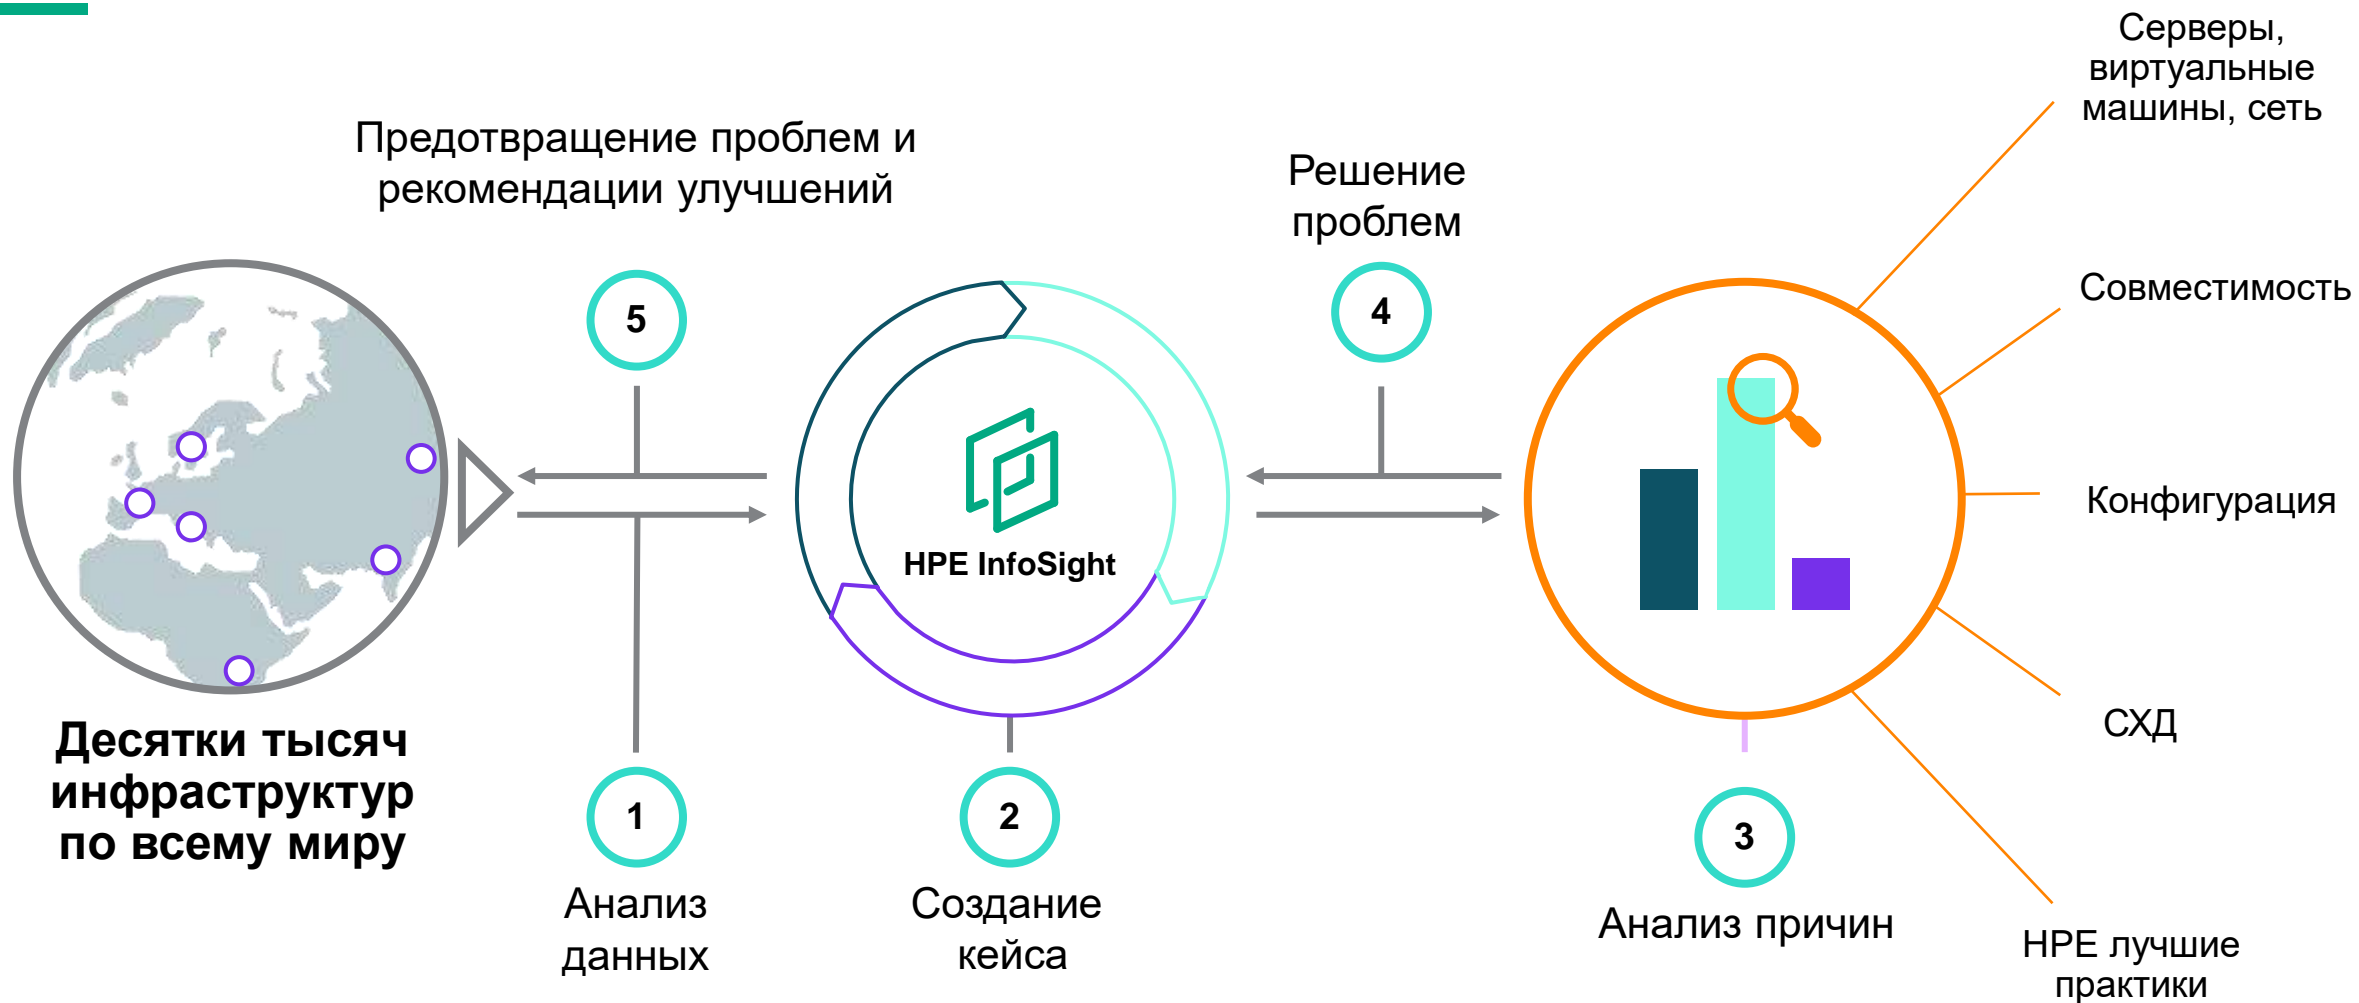 Серверы,
виртуальные
машины, сеть
Предотвращение проблем и
рекомендации улучшений
Решение
проблем
5
4
Совместимость
HPE InfoSight
Конфигурация
СХД
Десятки тысяч
инфраструктур
по всему миру
1
2
3
Анализ
данных
Создание
кейса
Анализ причин
HPE лучшие
практики